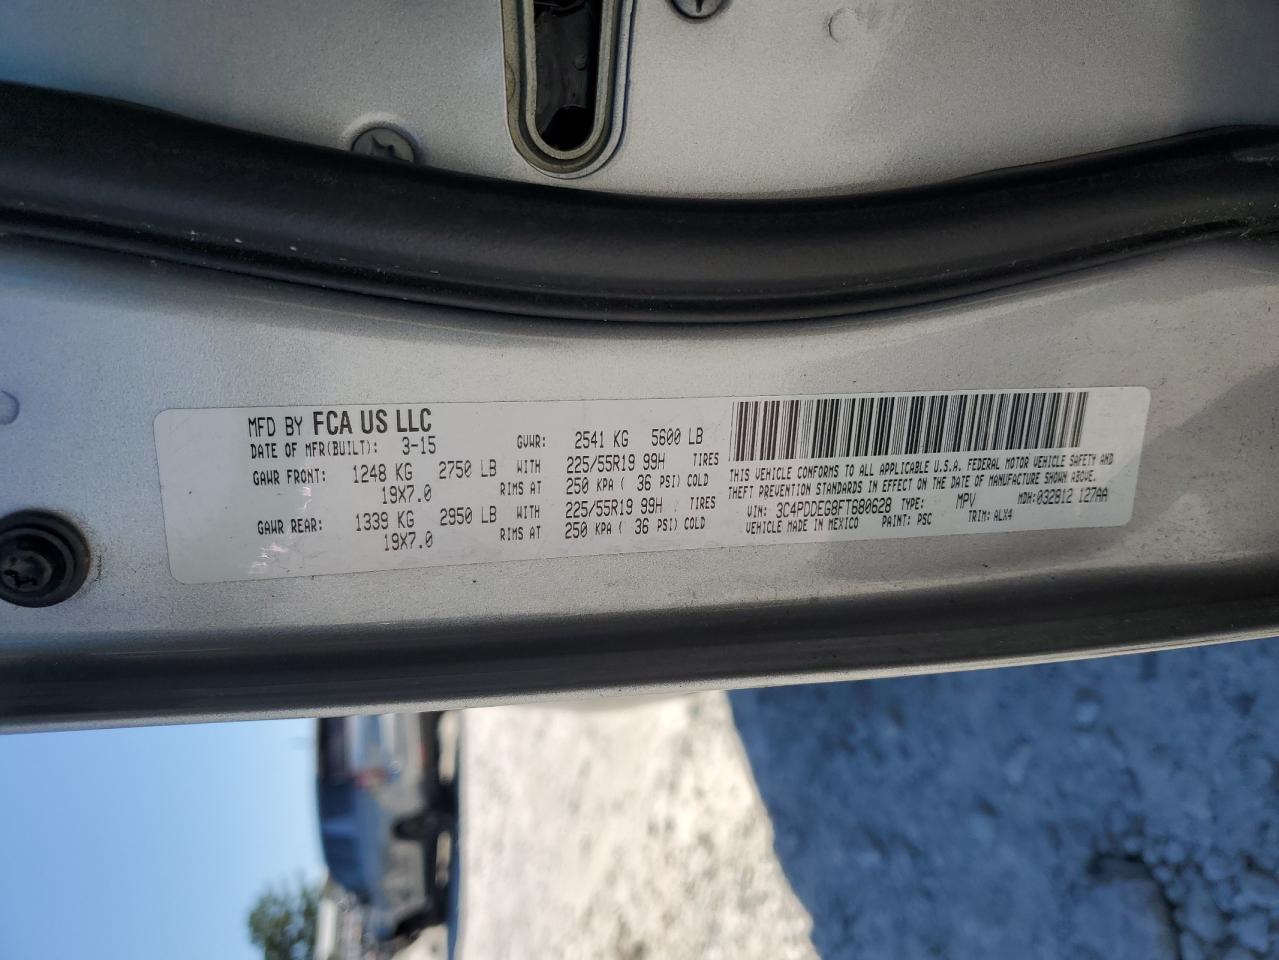 MFD BY FCA US LLC
DATE OF MFR(BUILT): 3-15 GVWR: 2541 KG 5600 LB
GAWR FRONT: 1248 KG 2750 LB WITH 225/55R19 99H TIRES
19X7.0 RIMS AT 250 KPA ( 36 PSI) COLD
GAWR REAR: 1339 KG 2950 LB WITH 225/55R19 99H TIRES
19X7.0 RIMS AT 250 KPA ( 36 PSI) COLD
THIS VEHICLE CONFORMS TO ALL APPLICABLE U.S.A. FEDERAL MOTOR VEHICLE SAFETY AND
THEFT PREVENTION STANDARDS IN EFFECT ON THE DATE OF MANUFACTURE SHOWN ABOVE.
VIN: 3C4PDDEG8FT680628 TYPE: MPV MDH: 032812 127AA
VEHICLE MADE IN MEXICO PAINT: PSC TRIM: ALX4